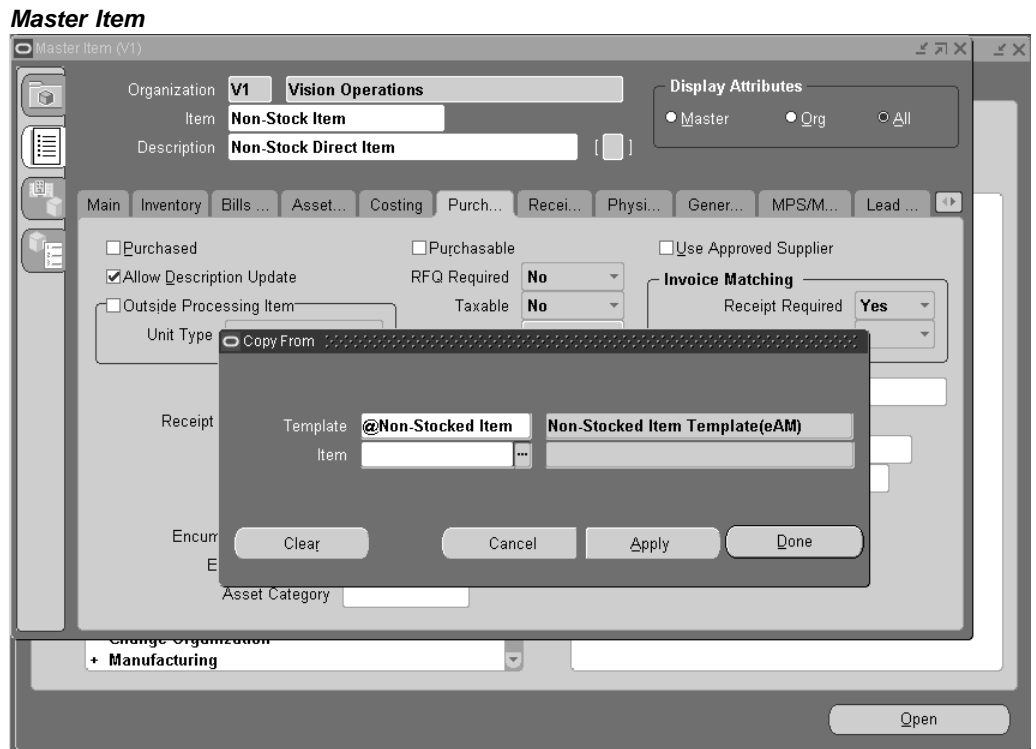 Master Item
Master Item (V1)
Organization V1 Vision Operations
Display Attributes
Item Non-Stock Item
Master Org All
Description Non-Stock Direct Item [ ]
Main Inventory Bills ... Asset... Costing Purch... Recei... Physi... Gener... MPS/M... Lead ...
Purchased Purchasable Use Approved Supplier
Allow Description Update RFQ Required No Invoice Matching
Outside Processing Item Taxable No Receipt Required Yes
Unit Type
Copy From
Receipt
Template @Non-Stocked Item Non-Stocked Item Template(eAM)
Item ...
Encum
Clear Cancel Apply Done
E
Asset Category
Change Organization
+ Manufacturing
Open